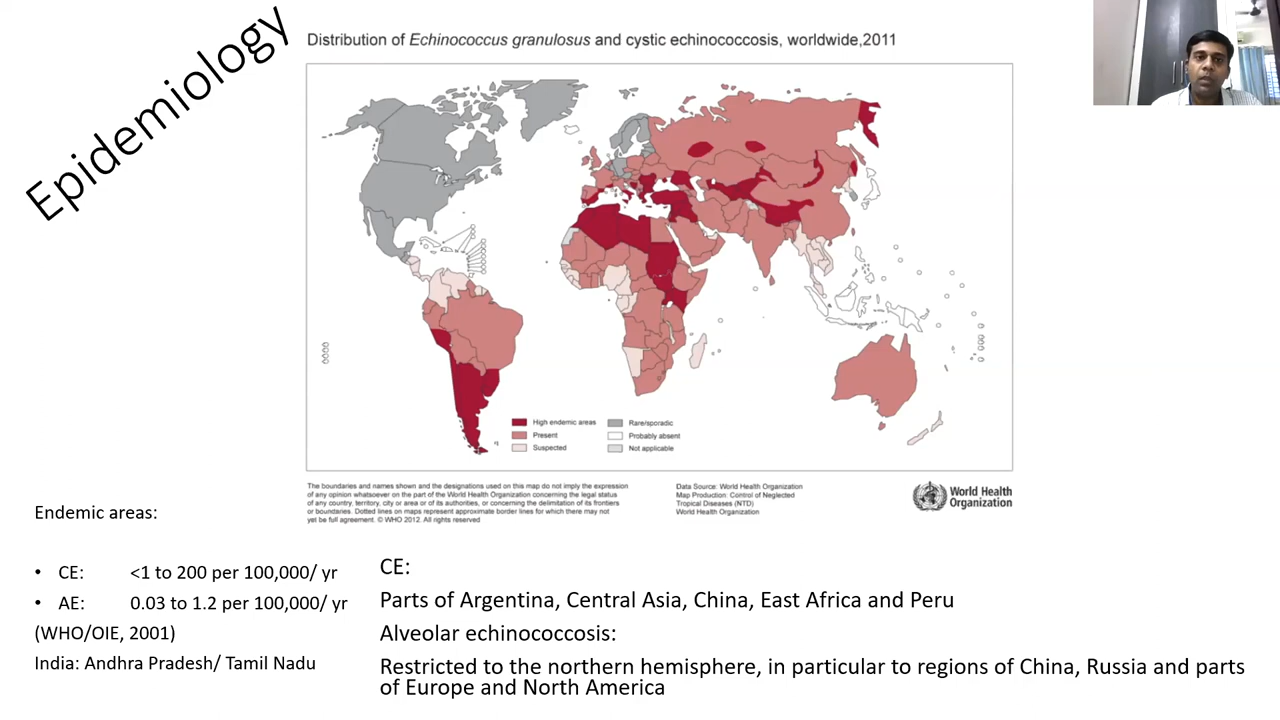 Epidemiology
Distribution of Echinococcus granulosus and cystic echinococcosis, worldwide,2011
High endemic areas
Present
Suspected
Rare/sporadic
Probably absent
Not applicable
The boundaries and names shown and the designations used on this map do not imply the expression
of any opinion whatsoever on the part of the World Health Organization concerning the legal status
of any country, territory, city or area or of its authorities, or concerning the delimitation of its frontiers
or boundaries. Dotted lines on maps represent approximate border lines for which there may not
yet be full agreement. © WHO 2012. All rights reserved
Data Source: World Health Organization
Map Production: Control of Neglected
Tropical Diseases (NTD)
World Health Organization
World Health
Organization
Endemic areas:
• CE: <1 to 200 per 100,000/ yr
• AE: 0.03 to 1.2 per 100,000/ yr
(WHO/OIE, 2001)
India: Andhra Pradesh/ Tamil Nadu
CE:
Parts of Argentina, Central Asia, China, East Africa and Peru
Alveolar echinococcosis:
Restricted to the northern hemisphere, in particular to regions of China, Russia and parts
of Europe and North America